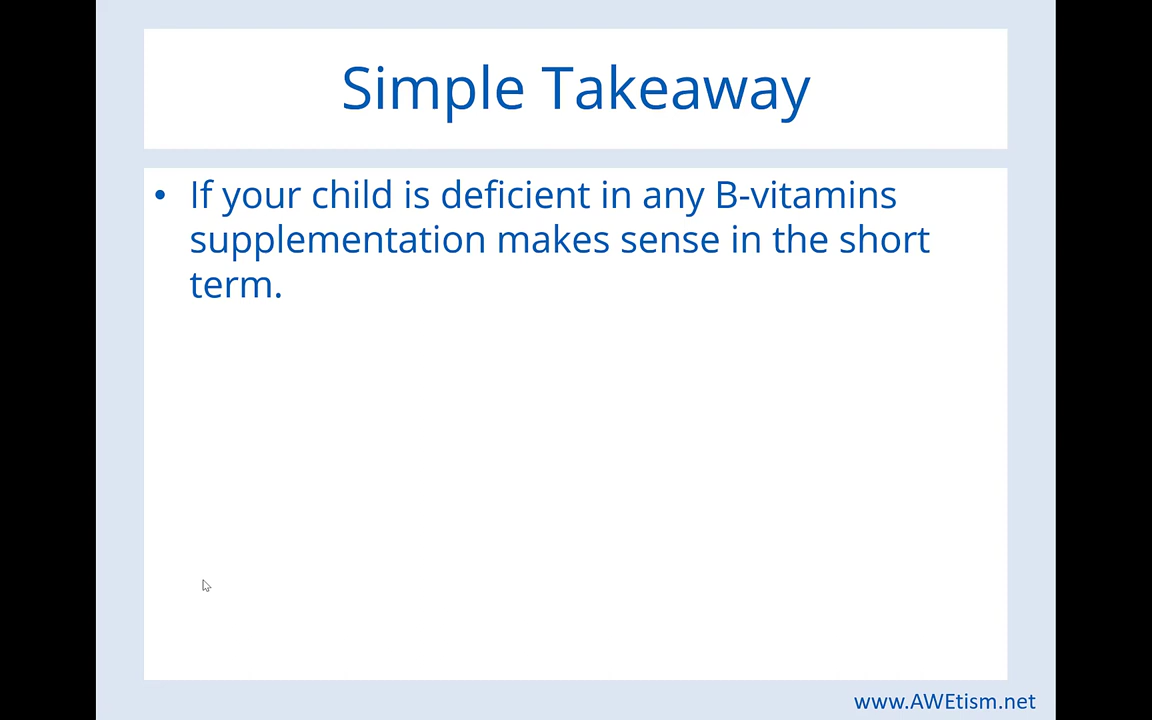 Simple Takeaway
• If your child is deficient in any B-vitamins
supplementation makes sense in the short
term.
www.AWEtism.net